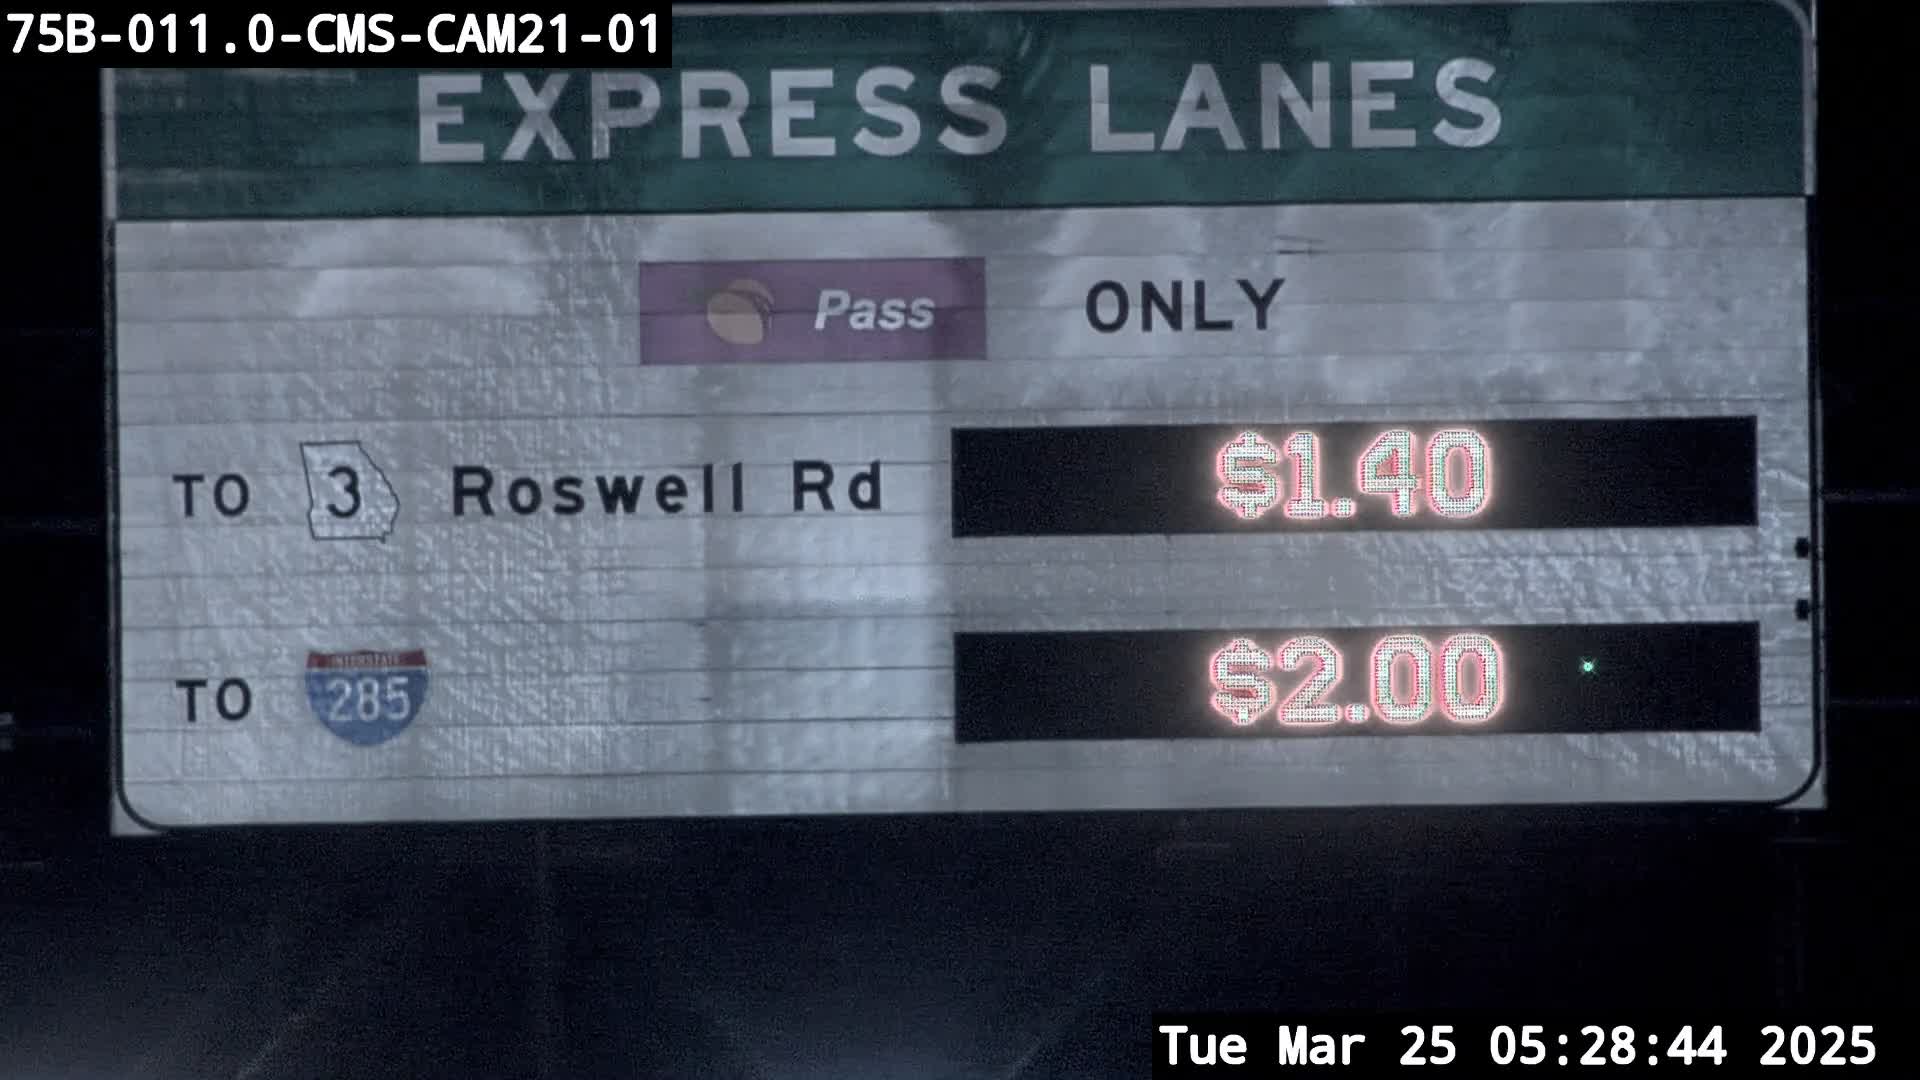 75B-011.0-CMS-CAM21-01
EXPRESS LANES
Pass ONLY
TO 3 Roswell Rd $1.40
INTERSTATE
TO 285 $2.00
Tue Mar 25 05:28:44 2025